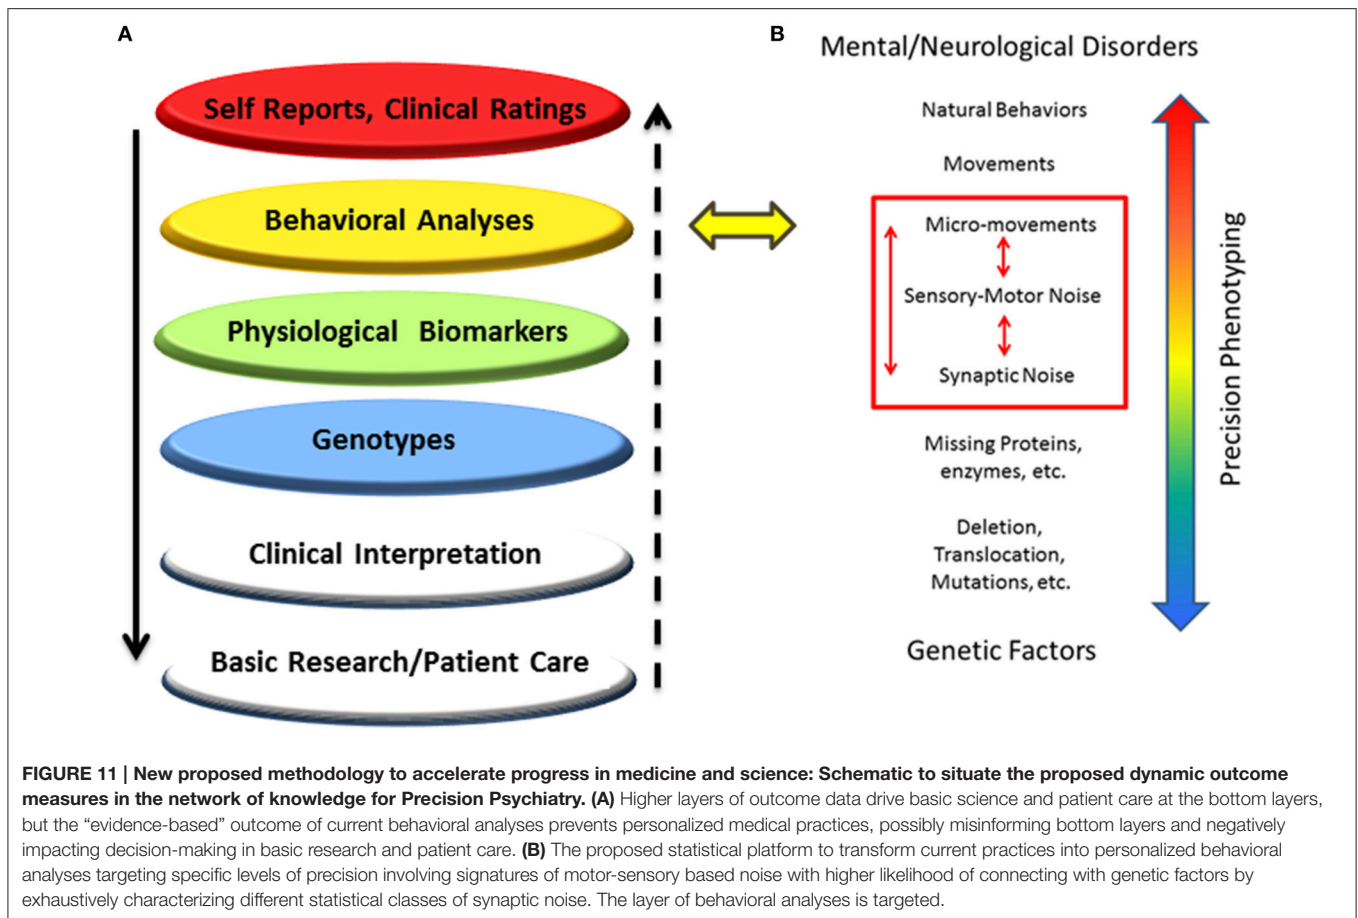 A
Self Reports, Clinical Ratings
Behavioral Analyses
Physiological Biomarkers
Genotypes
Clinical Interpretation
Basic Research/Patient Care
B
Mental/Neurological Disorders
Natural Behaviors
Movements
Micro-movements
Sensory-Motor Noise
Synaptic Noise
Missing Proteins,
enzymes, etc.
Deletion,
Translocation,
Mutations, etc.
Genetic Factors
Precision Phenotyping
FIGURE 11 | New proposed methodology to accelerate progress in medicine and science: Schematic to situate the proposed dynamic outcome
measures in the network of knowledge for Precision Psychiatry. (A) Higher layers of outcome data drive basic science and patient care at the bottom layers,
but the “evidence-based” outcome of current behavioral analyses prevents personalized medical practices, possibly misinforming bottom layers and negatively
impacting decision-making in basic research and patient care. (B) The proposed statistical platform to transform current practices into personalized behavioral
analyses targeting specific levels of precision involving signatures of motor-sensory based noise with higher likelihood of connecting with genetic factors by
exhaustively characterizing different statistical classes of synaptic noise. The layer of behavioral analyses is targeted.